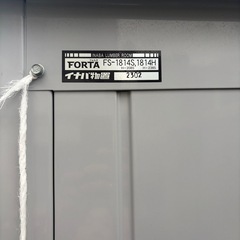 INABA LUMBER ROOM
FORTA FS-1814S,1814H
イナバ物置 2302